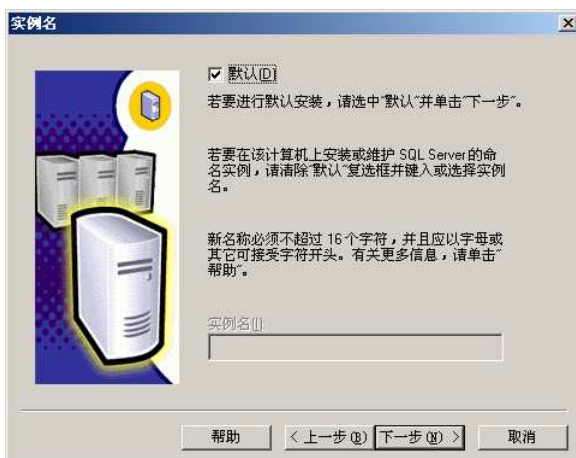 实例名
默认(D)
若要进行默认安装，请选中“默认”并单击“下一步”。
若要在该计算机上安装或维护 SQL Server的命
名实例，请清除“默认”复选框并键入或选择实例
名。
新名称必须不超过 16个字符，并且应以字母或
其它可接受字符开头。有关更多信息，请单击“
帮助”。
实例名(I):
帮助
< 上一步(B)
下一步(N) >
取消